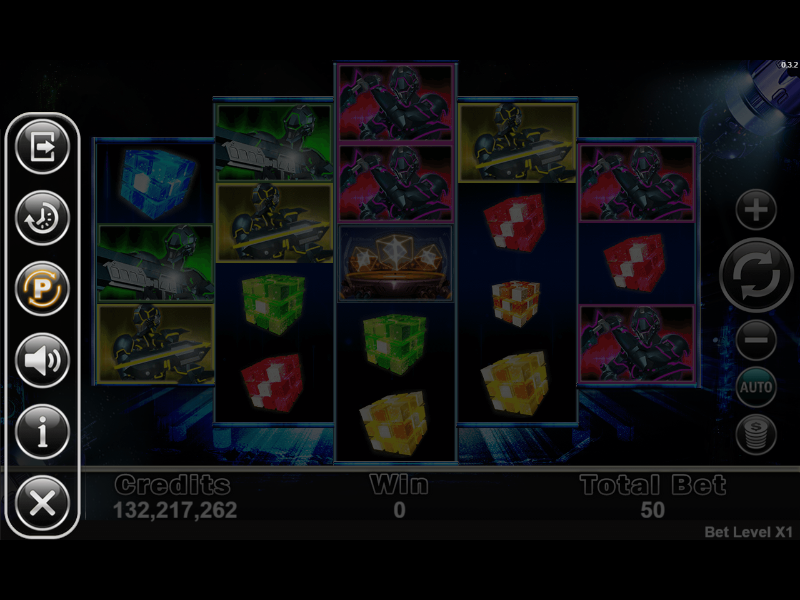 0.3.2
P
i
AUTO
S
Credits
Win
Total Bet
132,217,262
0
50
Bet Level X1